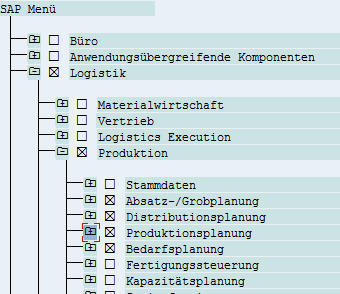 SAP Menü
Büro
Anwendungsübergreifende Komponenten
Logistik
Materialwirtschaft
Vertrieb
Logistics Execution
Produktion
Stammdaten
Absatz-/Grobplanung
Distributionsplanung
Produktionsplanung
Bedarfsplanung
Fertigungssteuerung
Kapazitätsplanung